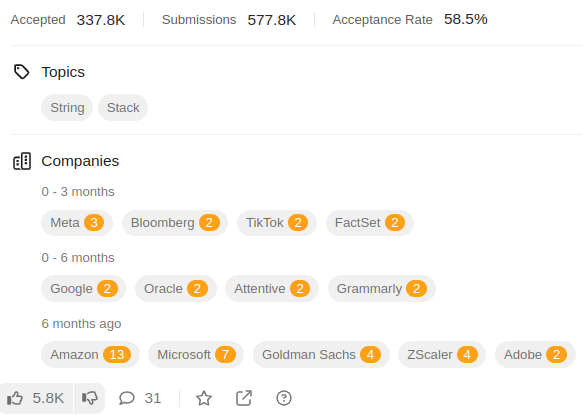 Accepted 337.8K Submissions 577.8K Acceptance Rate 58.5%
Topics
String Stack
Companies
0 - 3 months
Meta 3 Bloomberg 2 TikTok 2 FactSet 2
0 - 6 months
Google 2 Oracle 2 Attentive 2 Grammarly 2
6 months ago
Amazon 13 Microsoft 7 Goldman Sachs 4 ZScaler 4 Adobe 2
5.8K 31